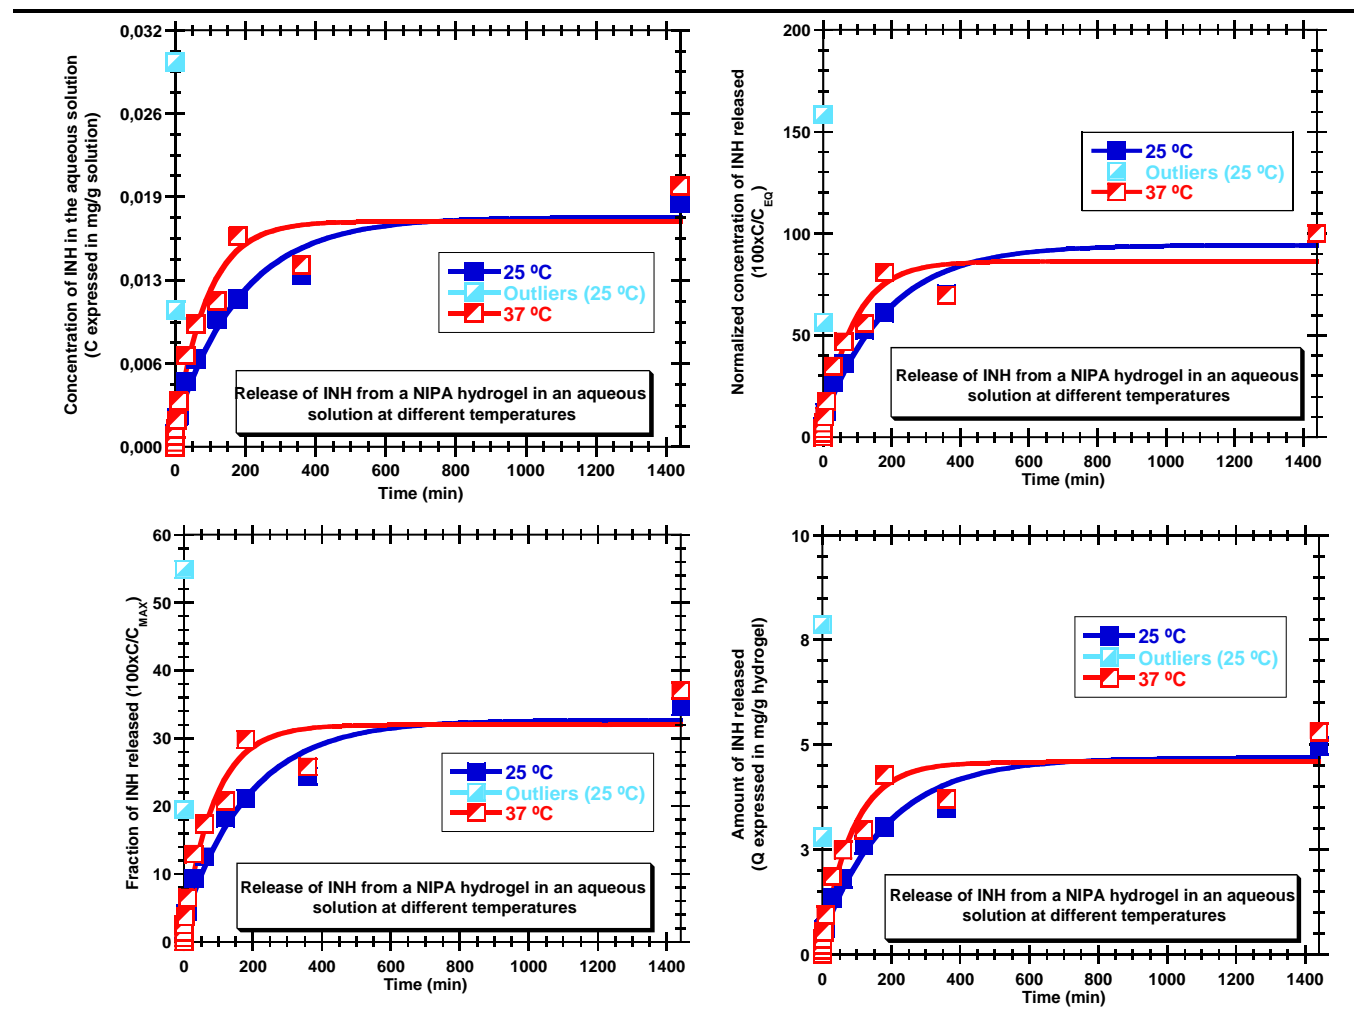 Concentration of INH in the aqueous solution
(C expressed in mg/g solution)
0,032
0,026
0,019
0,013
0,006
0,000
25 ºC
Outliers (25 ºC)
37 ºC
Release of INH from a NIPA hydrogel in an aqueous
solution at different temperatures
0 200 400 600 800 1000 1200 1400
Time (min)
Normalized concentration of INH released
(100xC/C_EQ)
200
150
100
50
0
25 ºC
Outliers (25 ºC)
37 ºC
Release of INH from a NIPA hydrogel in an aqueous
solution at different temperatures
0 200 400 600 800 1000 1200 1400
Time (min)
Fraction of INH released (100xC/C_MAX)
60
50
40
30
20
10
0
25 ºC
Outliers (25 ºC)
37 ºC
Release of INH from a NIPA hydrogel in an aqueous
solution at different temperatures
0 200 400 600 800 1000 1200 1400
Time (min)
Amount of INH released
(Q expressed in mg/g hydrogel)
10
8
5
3
0
25 ºC
Outliers (25 ºC)
37 ºC
Release of INH from a NIPA hydrogel in an aqueous
solution at different temperatures
0 200 400 600 800 1000 1200 1400
Time (min)